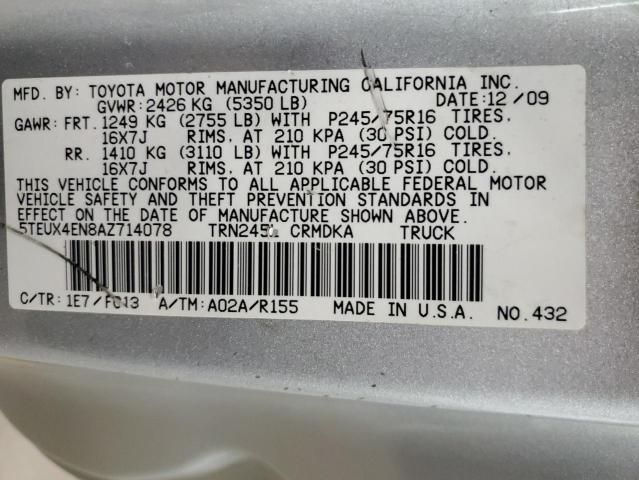 MFD. BY: TOYOTA MOTOR MANUFACTURING CALIFORNIA INC.
GVWR: 2426 KG (5350 LB) DATE: 12/09
GAWR: FRT. 1249 KG (2755 LB) WITH P245/75R16 TIRES,
16X7J RIMS, AT 210 KPA (30 PSI) COLD.
RR. 1410 KG (3110 LB) WITH P245/75R16 TIRES,
16X7J RIMS, AT 210 KPA (30 PSI) COLD.
THIS VEHICLE CONFORMS TO ALL APPLICABLE FEDERAL MOTOR
VEHICLE SAFETY AND THEFT PREVENTION STANDARDS IN
EFFECT ON THE DATE OF MANUFACTURE SHOWN ABOVE.
5TEUX4EN8AZ714078 CRMDKA TRUCK
C/TR: 1E7/FC13 A/TM: A02A/R155 MADE IN U.S.A. NO. 432